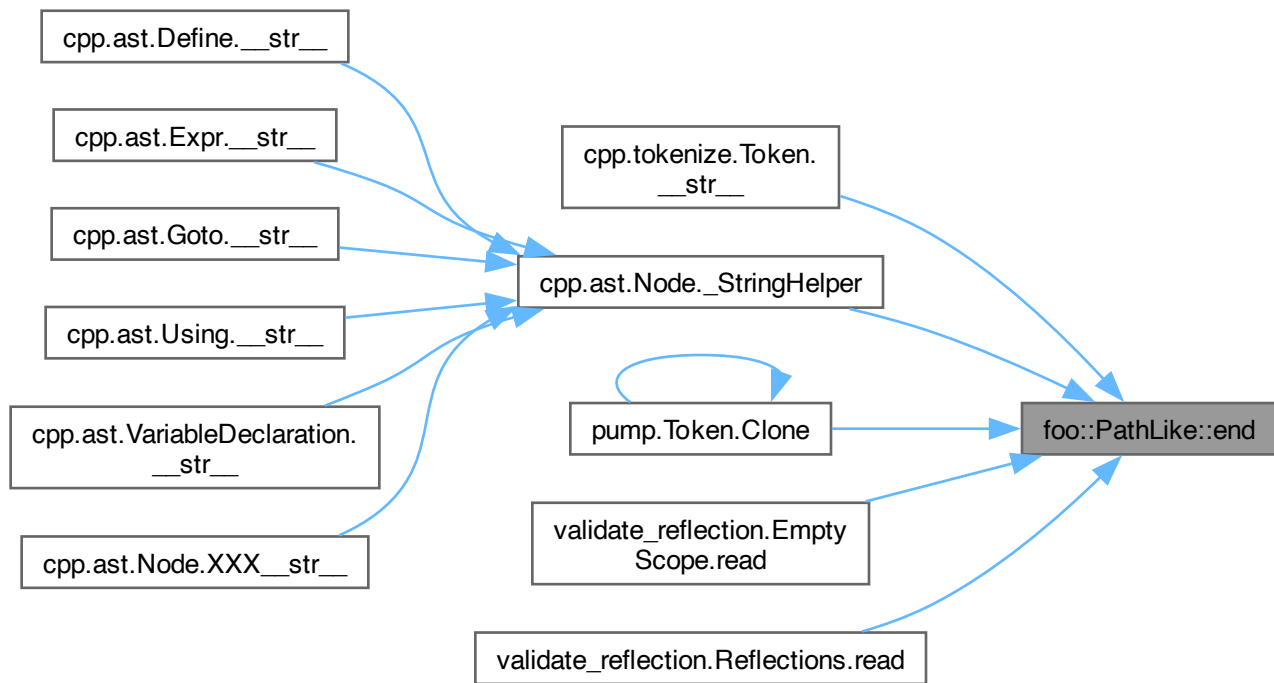 cpp.ast.Define.__str__
cpp.ast.Expr.__str__
cpp.ast.Goto.__str__
cpp.ast.Using.__str__
cpp.ast.VariableDeclaration.
__str__
cpp.ast.Node.XXX__str__
cpp.tokenize.Token.
__str__
cpp.ast.Node._StringHelper
pump.Token.Clone
validate_reflection.Empty
Scope.read
validate_reflection.Reflections.read
foo::PathLike::end